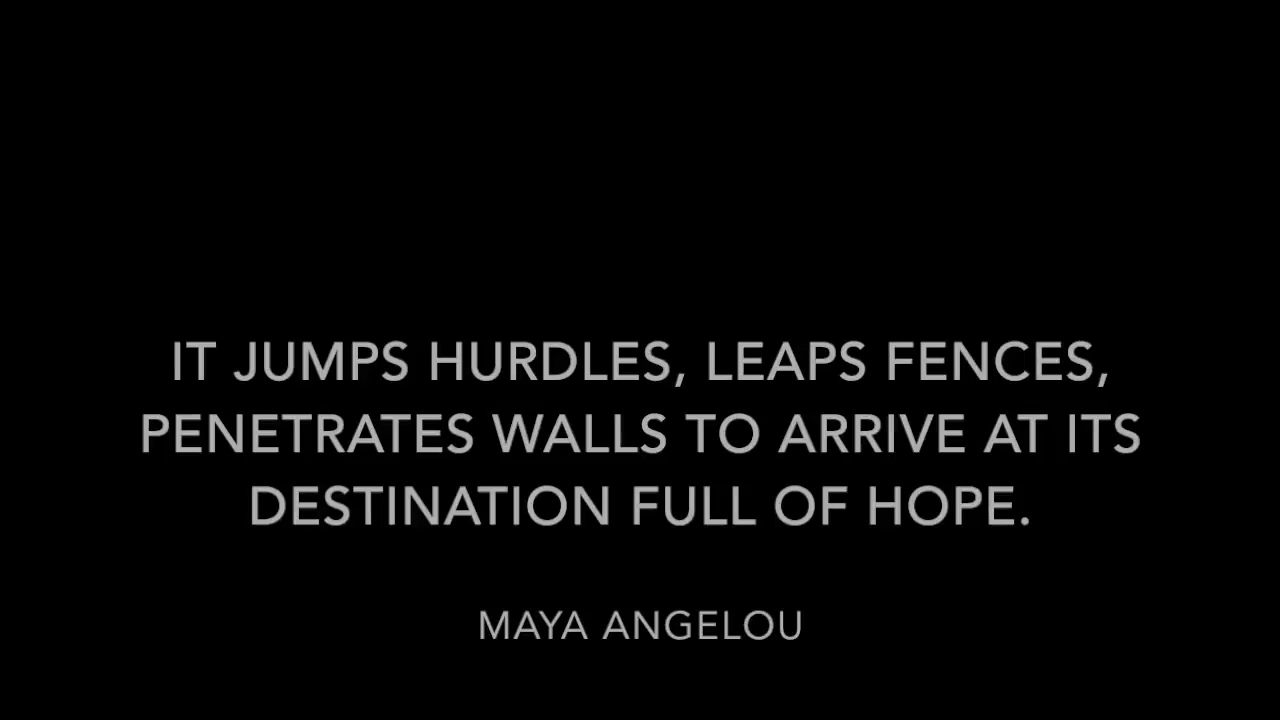 IT JUMPS HURDLES, LEAPS FENCES,
PENETRATES WALLS TO ARRIVE AT ITS
DESTINATION FULL OF HOPE.
MAYA ANGELOU